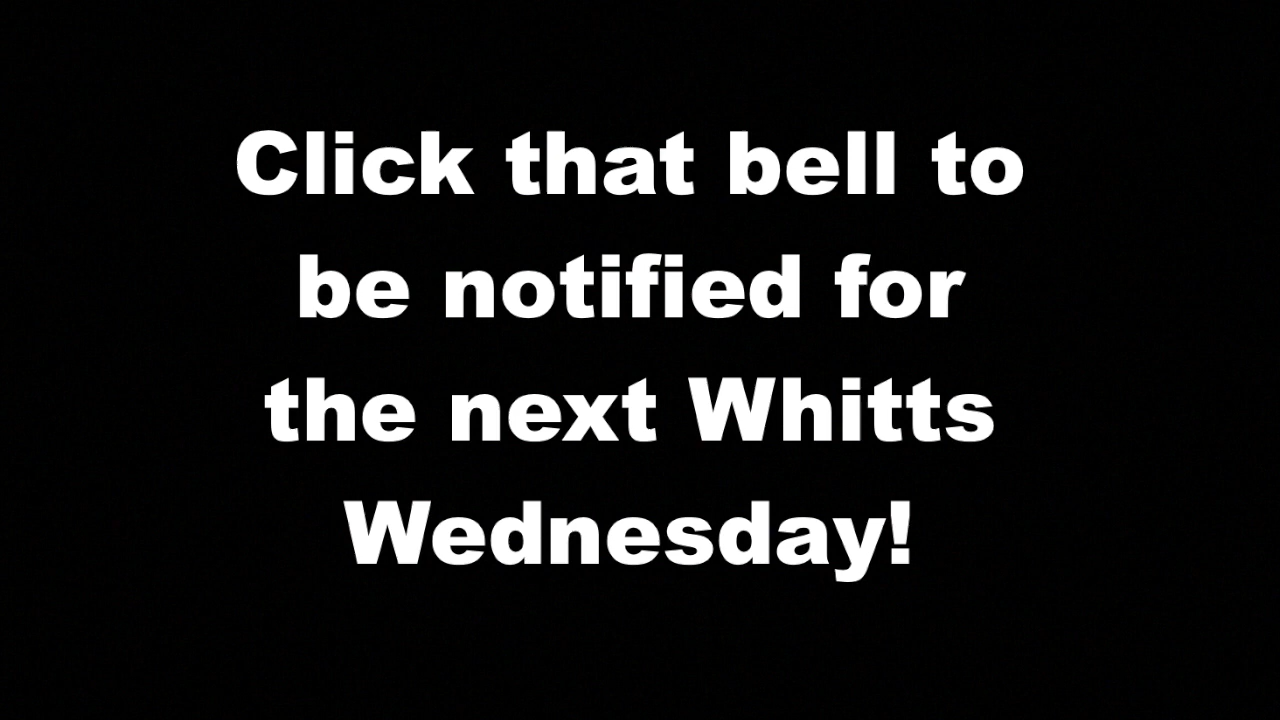 Click that bell to
be notified for
the next Whitts
Wednesday!